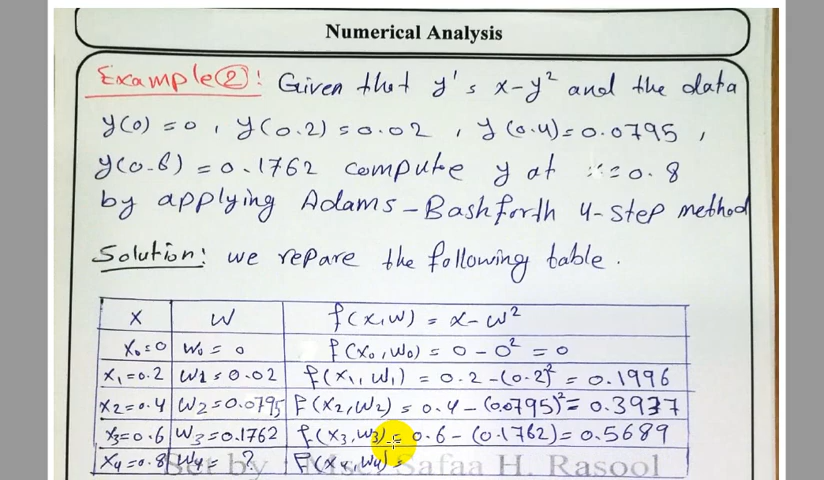 Numerical Analysis
Example②: Given that y's x-y² and the data
y(0)=0, y(0.2)=0.02, y(0.4)=0.0795,
y(0.6)=0.1762 compute y at x=0.8
by applying Adams-Bashforth 4-step method
Solution: we repare the following table.
x w f(x,w) = x-w²
x₀=0 w₀=0 f(x₀,w₀)=0-0²=0
x₁=0.2 w1=0.02 f(x₁,w₁)=0.2-(0.2)²=0.1996
x2=0.4 w2=0.0795 f(x2,w2)=0.4-(0.0795)²=0.3937
x3=0.6 w3=0.1762 f(x3,w3)=0.6-(0.1762)=0.5689
x4=0.8 w4=? f(x4,w4)=
Set by Msc. Safaa H. Rasool